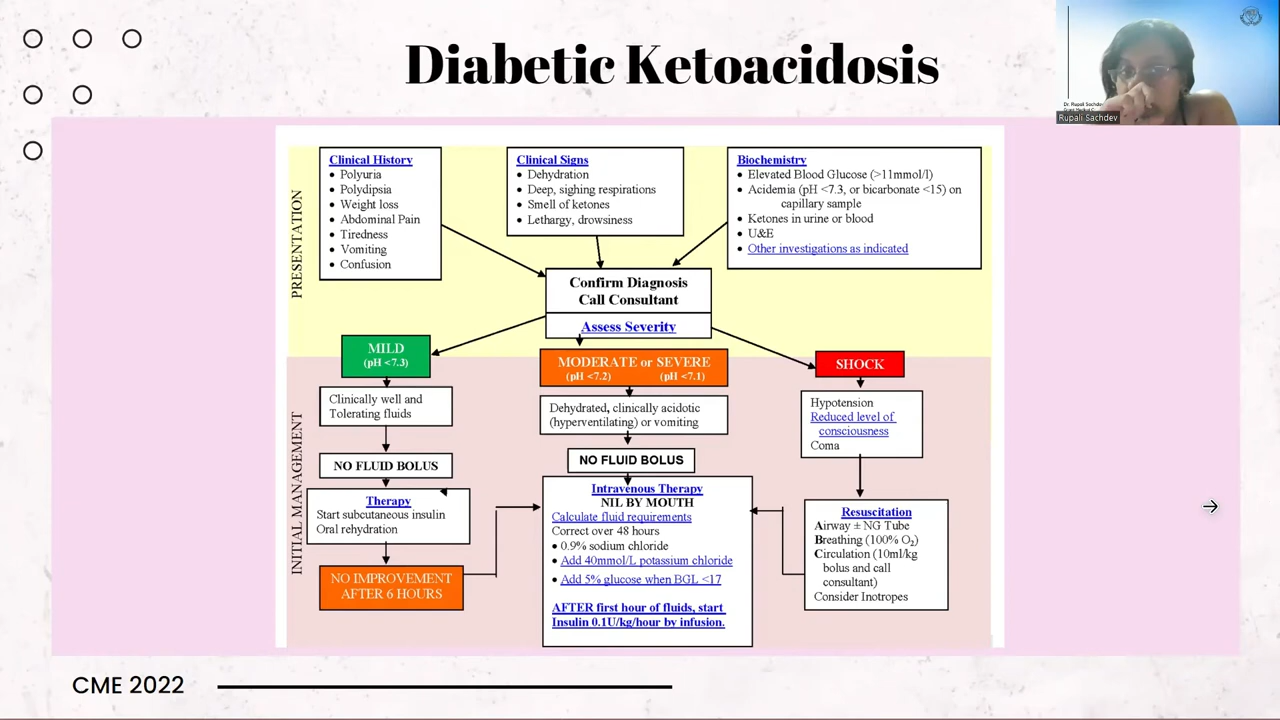 Diabetic Ketoacidosis
Dr. Rupali Sachdev
Rupali Sachdev
PRESENTATION
Clinical History
• Polyuria
• Polydipsia
• Weight loss
• Abdominal Pain
• Tiredness
• Vomiting
• Confusion
Clinical Signs
• Dehydration
• Deep, sighing respirations
• Smell of ketones
• Lethargy, drowsiness
Biochemistry
• Elevated Blood Glucose (>11mmol/l)
• Acidemia (pH <7.3, or bicarbonate <15) on
capillary sample
• Ketones in urine or blood
• U&E
• Other investigations as indicated
Confirm Diagnosis
Call Consultant
Assess Severity
INITIAL MANAGEMENT
MILD
(pH <7.3)
Clinically well and
Tolerating fluids
NO FLUID BOLUS
Therapy
Start subcutaneous insulin
Oral rehydration
NO IMPROVEMENT
AFTER 6 HOURS
MODERATE or SEVERE
(pH <7.2) (pH <7.1)
Dehydrated, clinically acidotic
(hyperventilating) or vomiting
NO FLUID BOLUS
Intravenous Therapy
NIL BY MOUTH
Calculate fluid requirements
Correct over 48 hours
• 0.9% sodium chloride
• Add 40mmol/L potassium chloride
• Add 5% glucose when BGL <17
AFTER first hour of fluids, start
Insulin 0.1U/kg/hour by infusion.
SHOCK
Hypotension
Reduced level of
consciousness
Coma
Resuscitation
Airway ± NG Tube
Breathing (100% O₂)
Circulation (10ml/kg
bolus and call
consultant)
Consider Inotropes
CME 2022